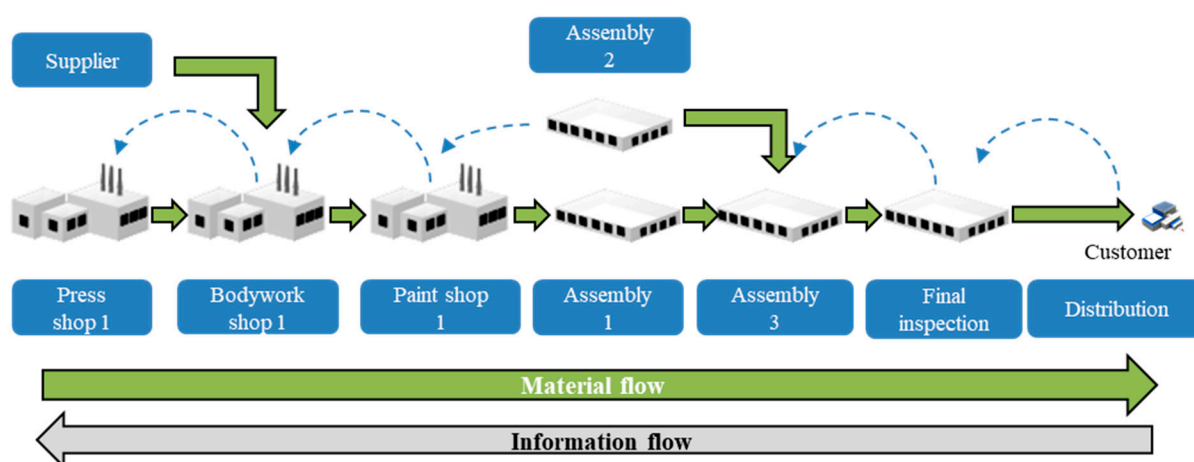 Supplier
Assembly
2
Customer
Press
shop 1
Bodywork
shop 1
Paint shop
1
Assembly
1
Assembly
3
Final
inspection
Distribution
Material flow
Information flow